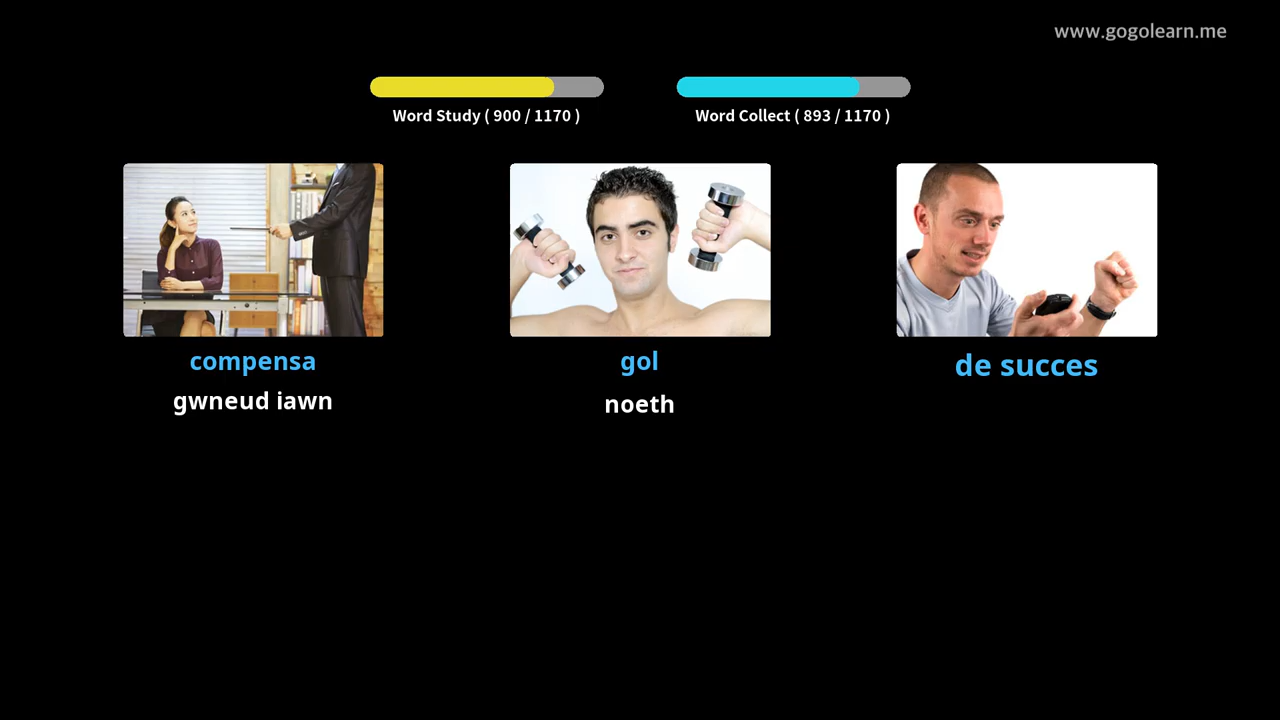 www.gogolearn.me
Word Study ( 900 / 1170 )
Word Collect ( 893 / 1170 )
compensa
gwneud iawn
gol
noeth
de succes